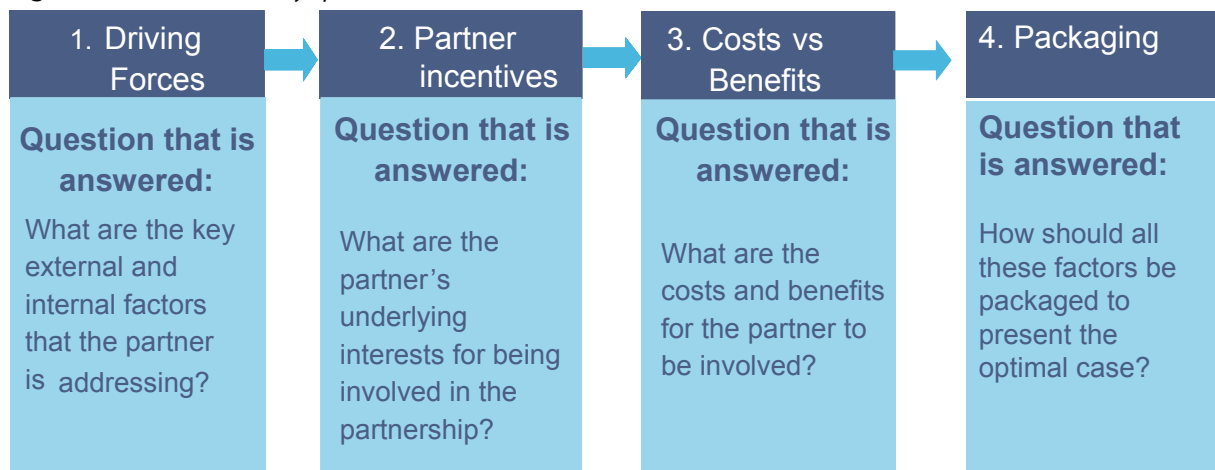 1. Driving
Forces
Question that is
answered:
What are the key
external and
internal factors
that the partner
is addressing?
2. Partner
incentives
Question that is
answered:
What are the
partner's
underlying
interests for being
involved in the
partnership?
3. Costs vs
Benefits
Question that is
answered:
What are the
costs and benefits
for the partner to
be involved?
4. Packaging
Question that
is answered:
How should all
these factors be
packaged to
present the
optimal case?